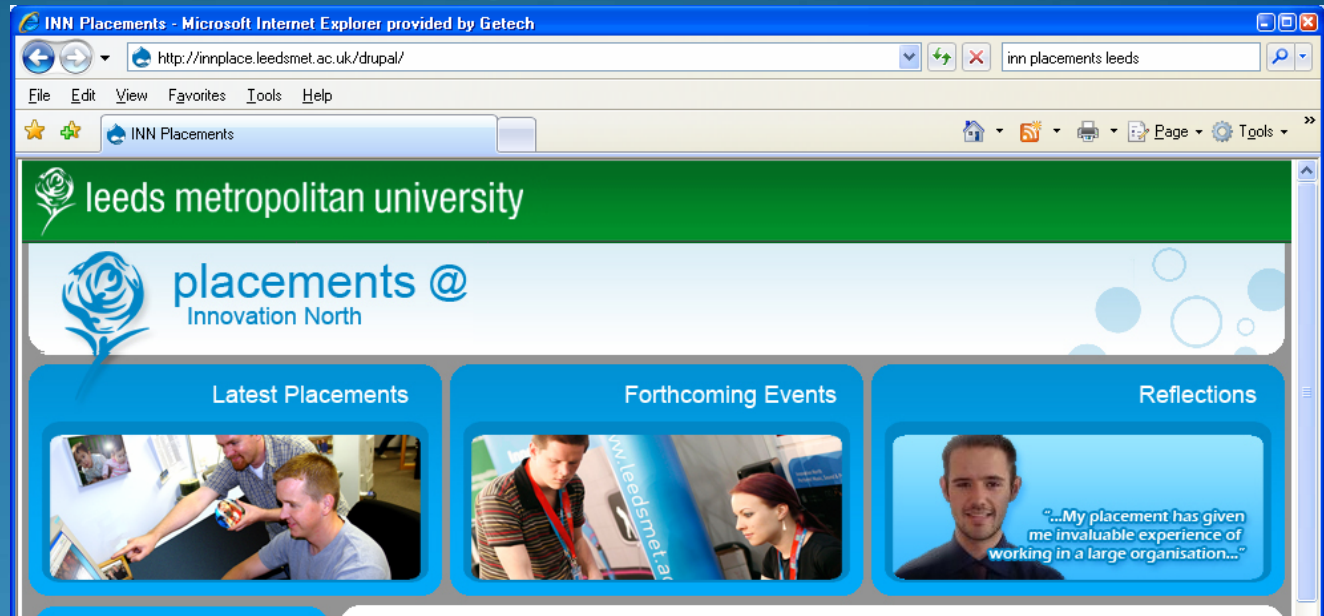 INN Placements - Microsoft Internet Explorer provided by Getech
http://innplace.leedsmet.ac.uk/drupal/
inn placements leeds
File Edit View Favorites Tools Help
INN Placements
Page Tools »
leeds metropolitan university
placements @
Innovation North
Latest Placements
Forthcoming Events
Reflections
w.leedsmet.ac
"...My placement has given
me invaluable experience of
working in a large organisation..."